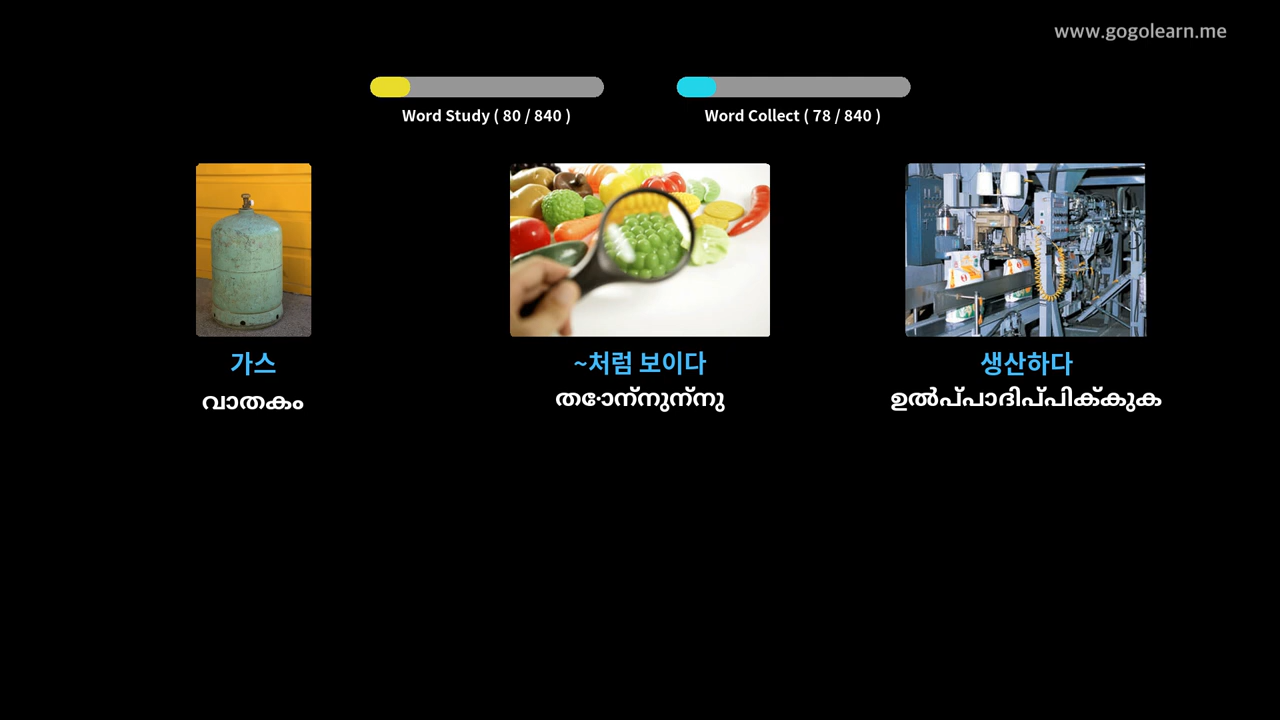 www.gogolearn.me
Word Study ( 80 / 840 )
Word Collect ( 78 / 840 )
가스
~처럼 보이다
생산하다
വാതകം
തോന്നുന്നു
ഉൽപ്പാദിപ്പിക്കുക